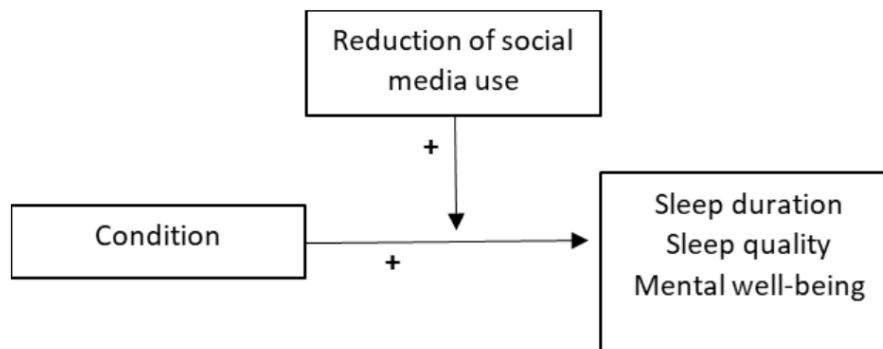 Reduction of social
media use
+
Condition
+
Sleep duration
Sleep quality
Mental well-being